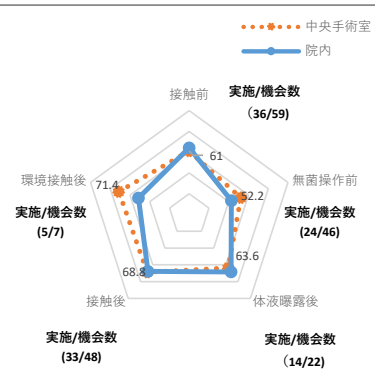 中央手術室
院内
接触前
実施/機会数
（36/59)
61
71.4
52.2
環境接触後
無菌操作前
実施/機会数
(5/7)
実施/機会数
(24/46)
68.8
63.6
接触後
体液曝露後
実施/機会数
(33/48)
実施/機会数
(14/22)